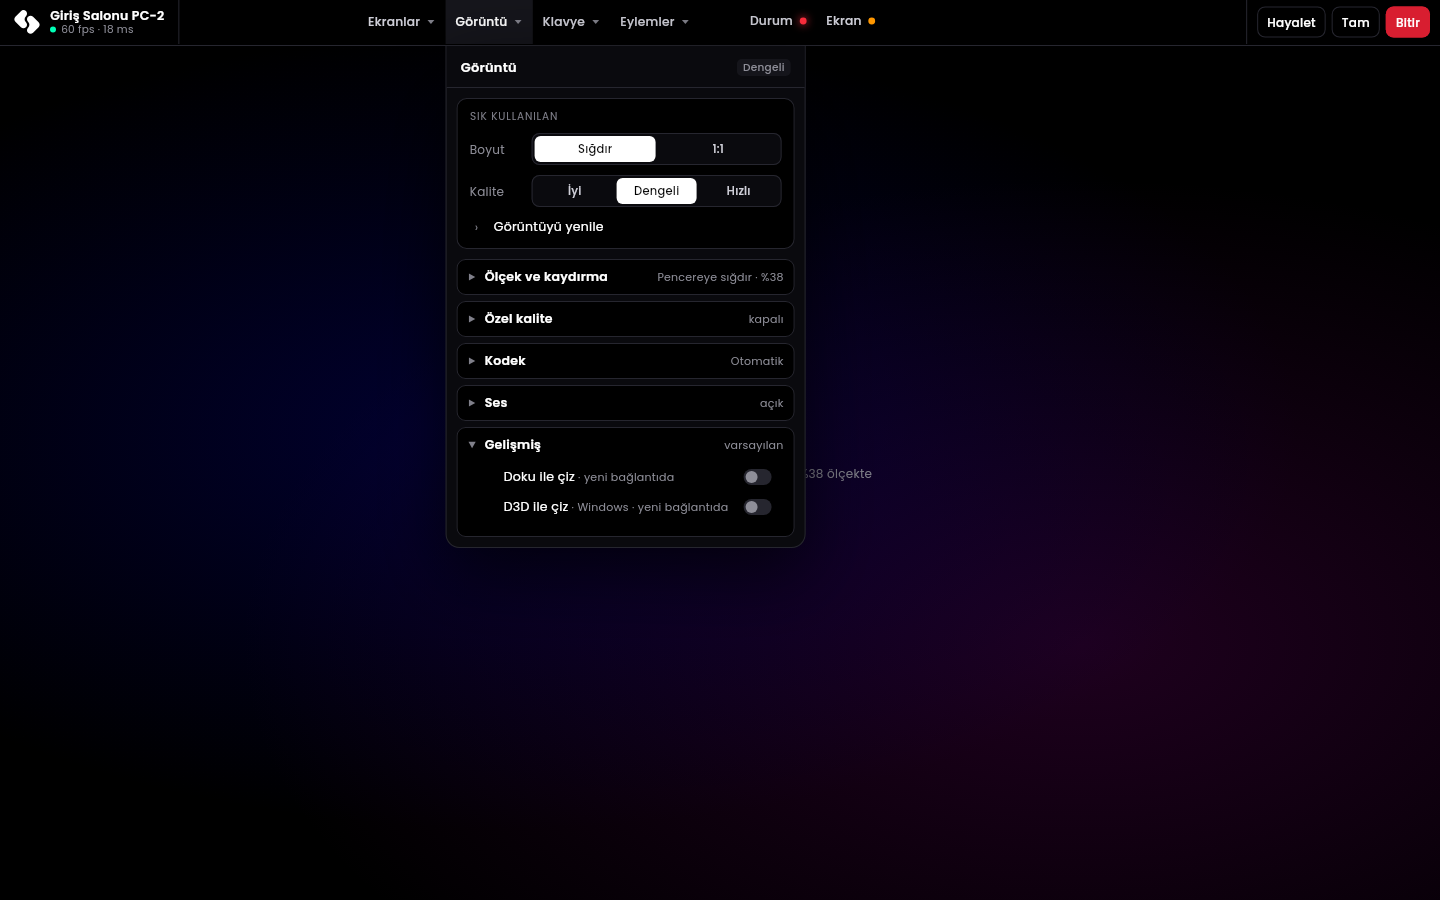 Giriş Salonu PC-2
60 fps · 18 ms
Ekranlar
Görüntü
Klavye
Eylemler
Durum
Ekran
Hayalet
Tam
Bitir
Görüntü
Dengeli
SIK KULLANILAN
Boyut
Sığdır
1:1
Kalite
İyi
Dengeli
Hızlı
› Görüntüyü yenile
Ölçek ve kaydırma
Pencereye sığdır · %38
Özel kalite
kapalı
Kodek
Otomatik
Ses
açık
Gelişmiş
varsayılan
%38 ölçekte
Doku ile çiz · yeni bağlantıda
D3D ile çiz · Windows · yeni bağlantıda